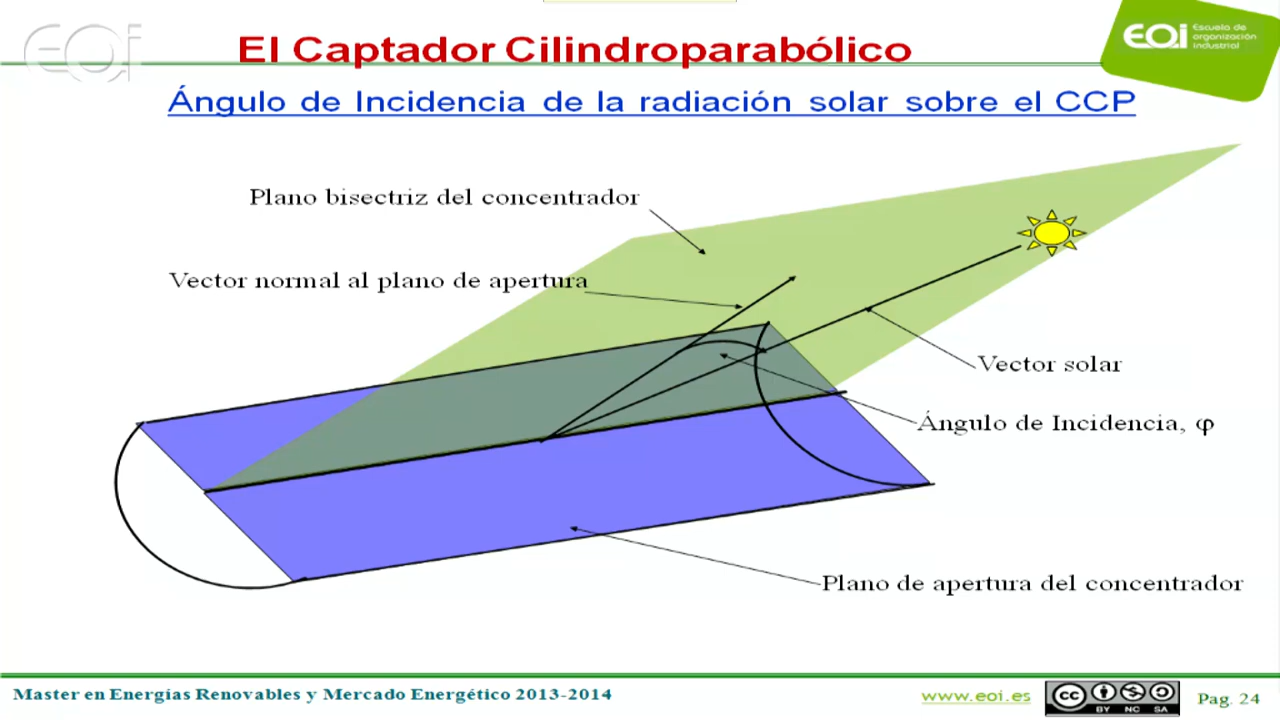 eoi
El Captador Cilindroparabólico
eoi Escuela de
organización
industrial
Ángulo de Incidencia de la radiación solar sobre el CCP
Plano bisectriz del concentrador
Vector normal al plano de apertura
Vector solar
Ángulo de Incidencia, φ
Plano de apertura del concentrador
Master en Energías Renovables y Mercado Energético 2013-2014
www.eoi.es
cc
BY NC SA
Pag. 24